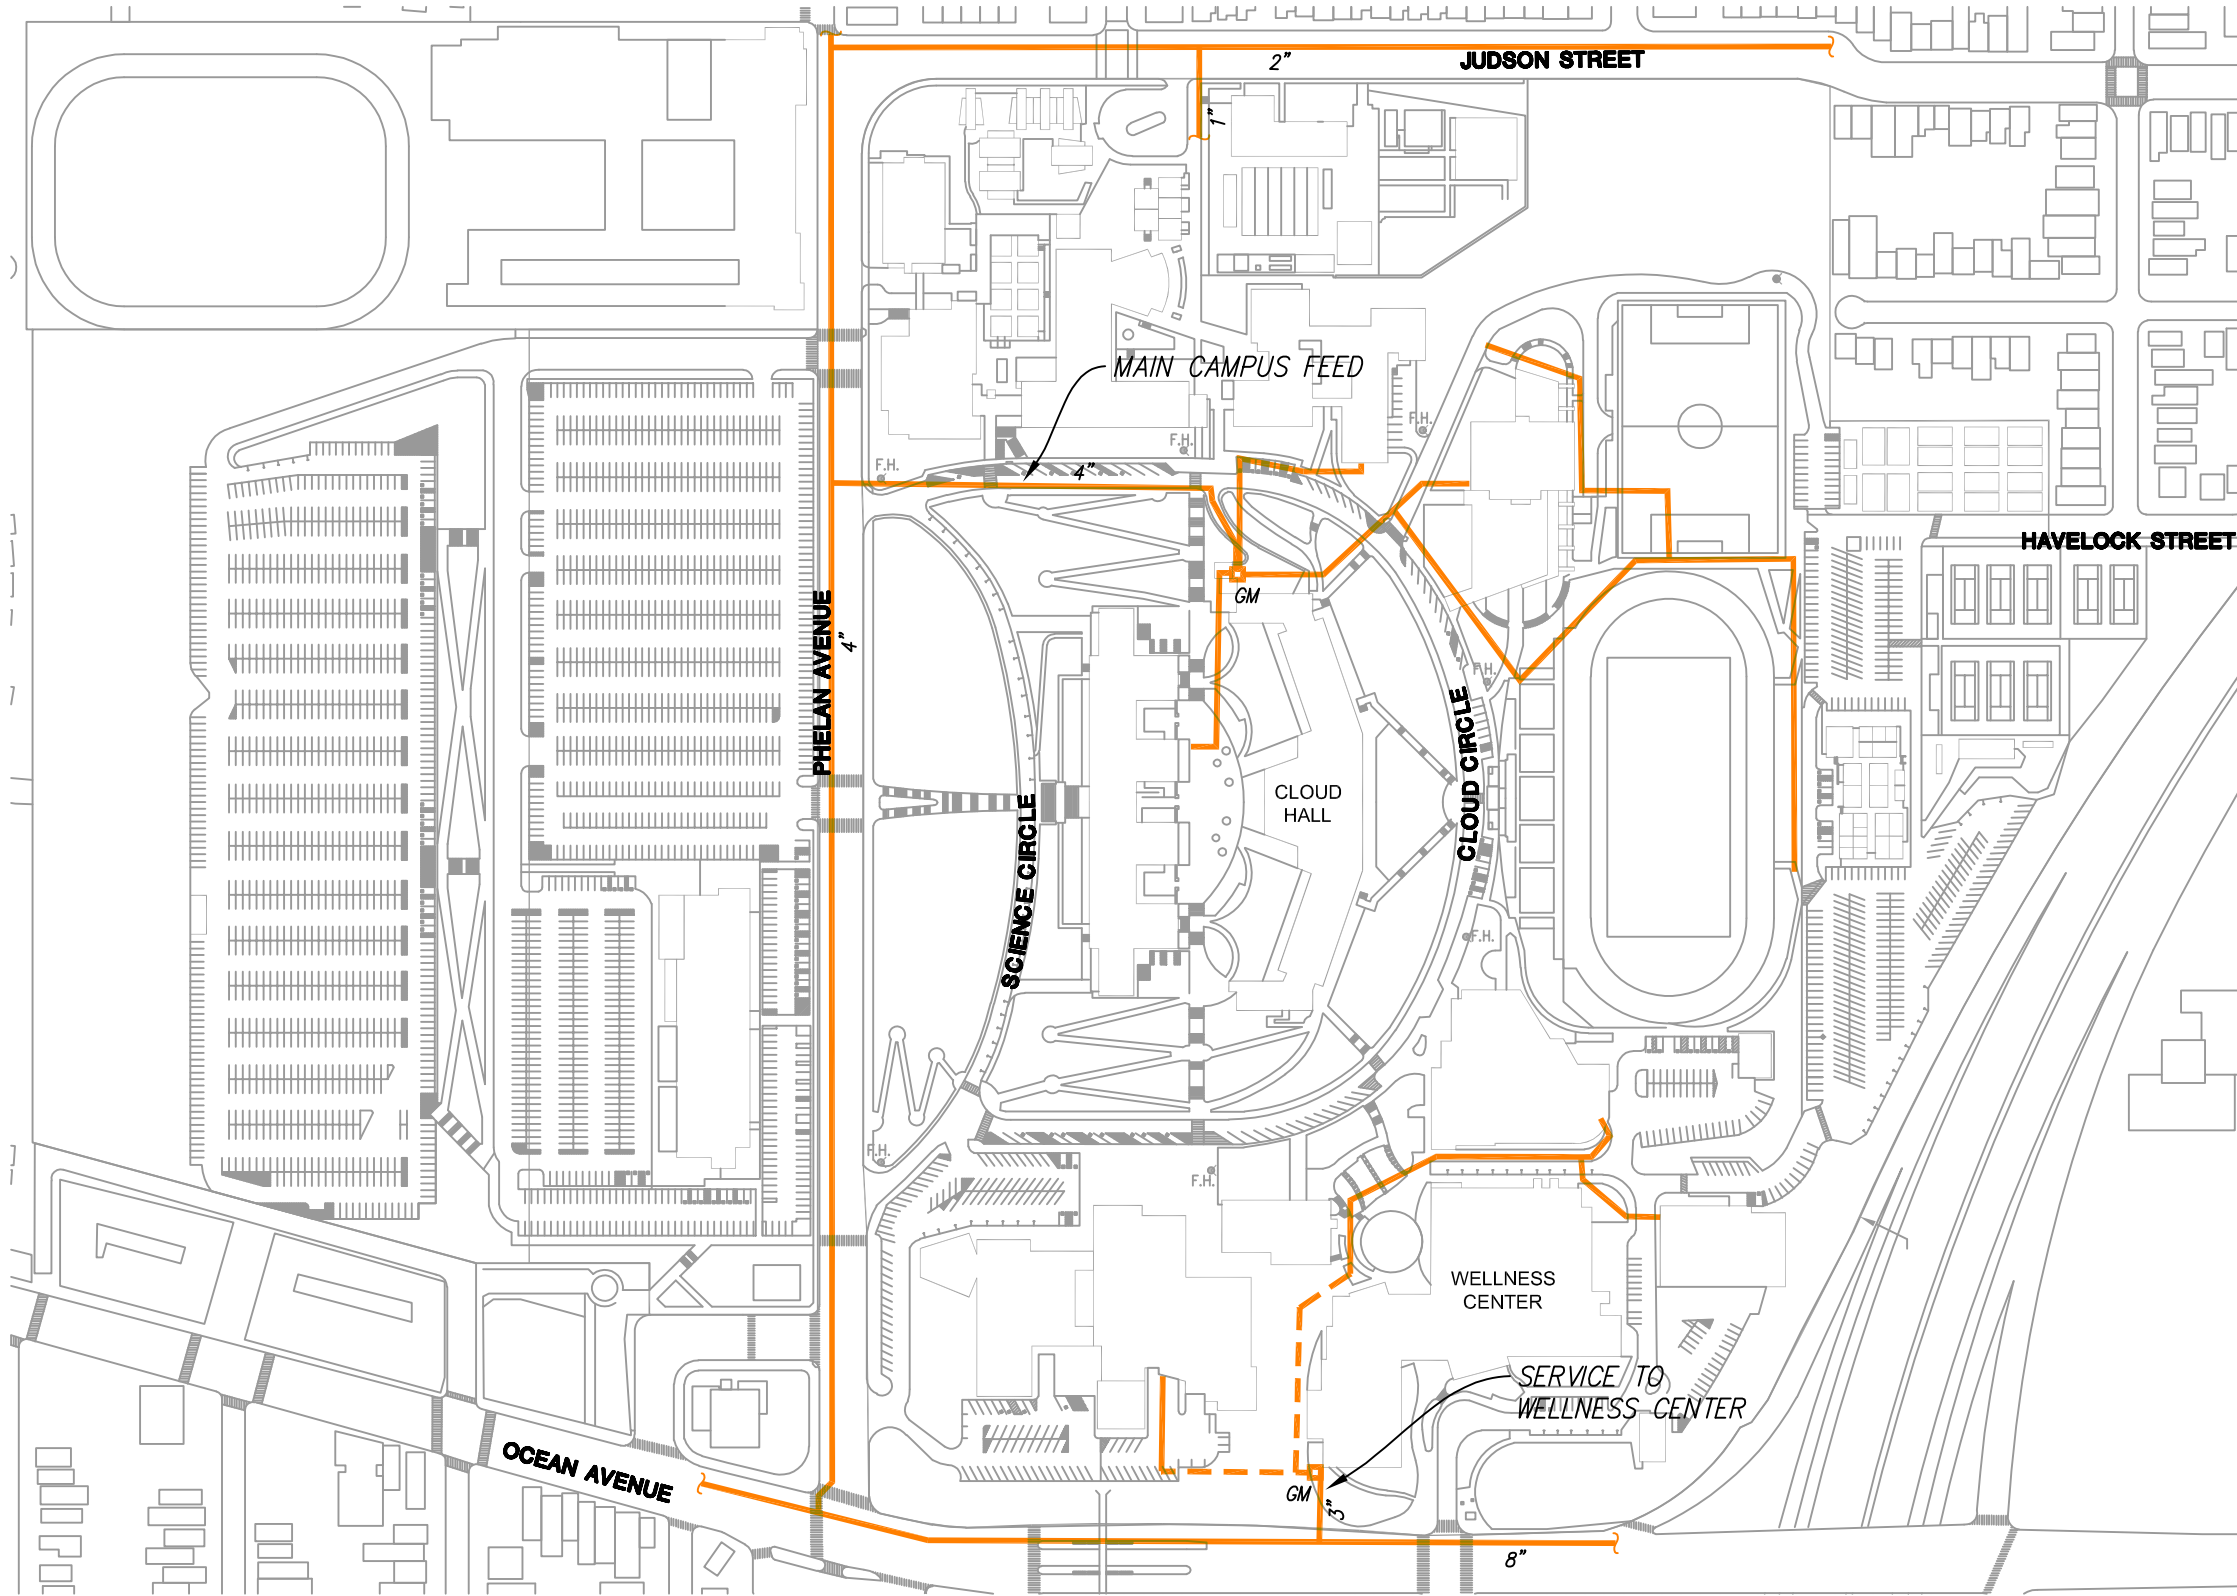 2"
JUDSON STREET
1"
MAIN CAMPUS FEED
F.H.
F.H.
F.H.
4"
HAVELOCK STREET
GM
PHELAN AVENUE
4"
F.H.
CLOUD CIRCLE
CLOUD
HALL
SCIENCE CIRCLE
F.H.
F.H.
F.H.
WELLNESS
CENTER
SERVICE TO
WELLNESS CENTER
OCEAN AVENUE
GM
3"
8"